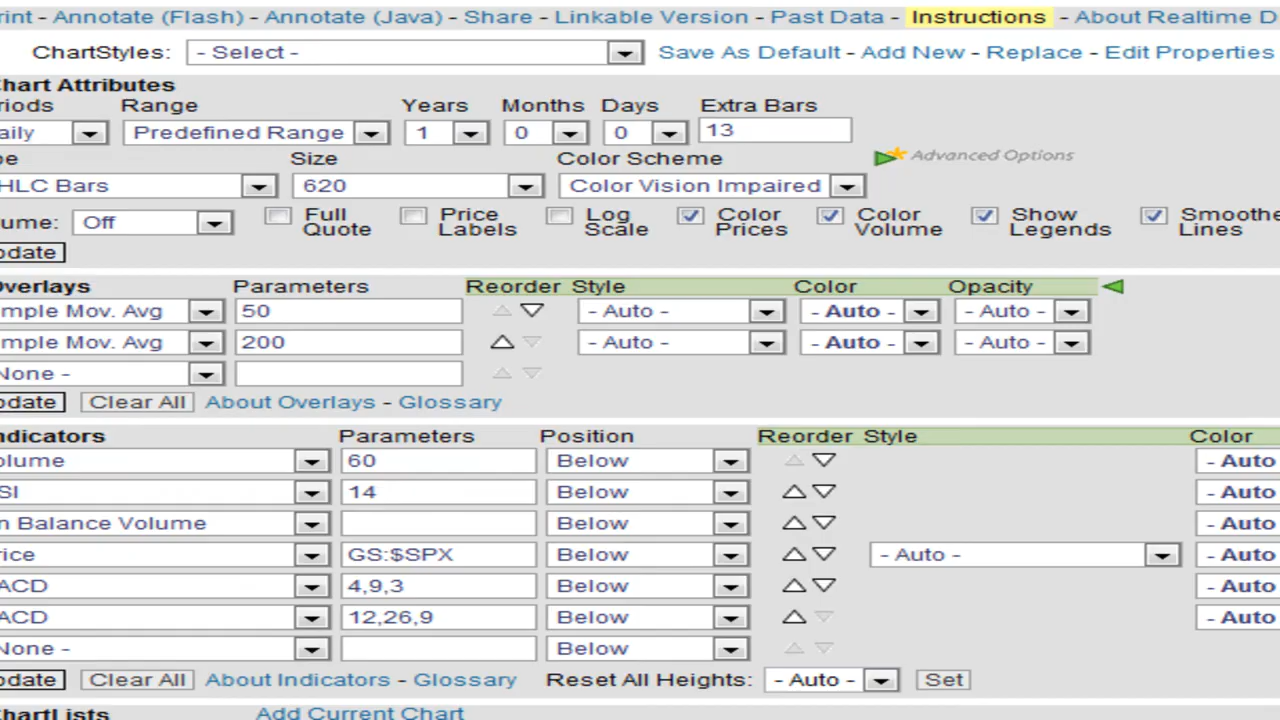 rint - Annotate (Flash) - Annotate (Java) - Share - Linkable Version - Past Data - Instructions - About Realtime D
ChartStyles: - Select - Save As Default - Add New - Replace - Edit Properties
hart Attributes
riods Range Years Months Days Extra Bars
aily Predefined Range 1 0 0 13
pe Size Color Scheme Advanced Options
HLC Bars 620 Color Vision Impaired
ume: Off Full Quote Price Labels Log Scale Color Prices Color Volume Show Legends Smoothe Lines
pdate
verlays Parameters Reorder Style Color Opacity
mple Mov. Avg 50 - Auto - - Auto - - Auto -
mple Mov. Avg 200 - Auto - - Auto - - Auto -
None -
pdate Clear All About Overlays - Glossary
ndicators Parameters Position Reorder Style Color
olume 60 Below - Auto
SI 14 Below - Auto
n Balance Volume Below - Auto
rice GS:$SPX Below - Auto - - Auto
ACD 4,9,3 Below - Auto
ACD 12,26,9 Below - Auto
None - Below
pdate Clear All About Indicators - Glossary Reset All Heights: - Auto - Set
hartLists Add Current Chart